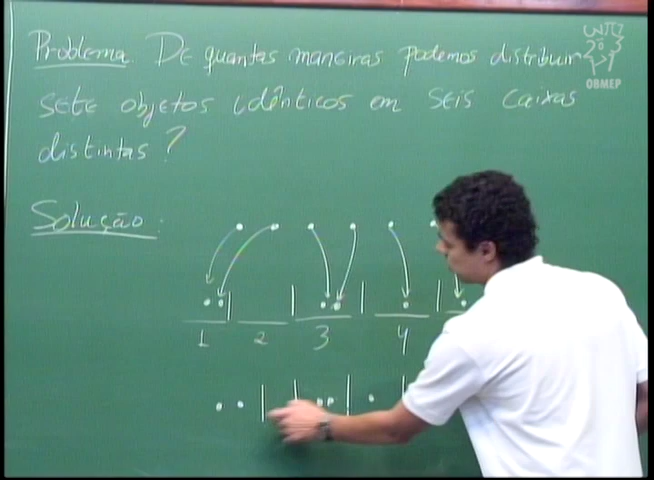 Problema. De quantas maneiras podemos distribuir
sete objetos idênticos em seis caixas
distintas?
Solução:
1 2 3 4
OBMEP